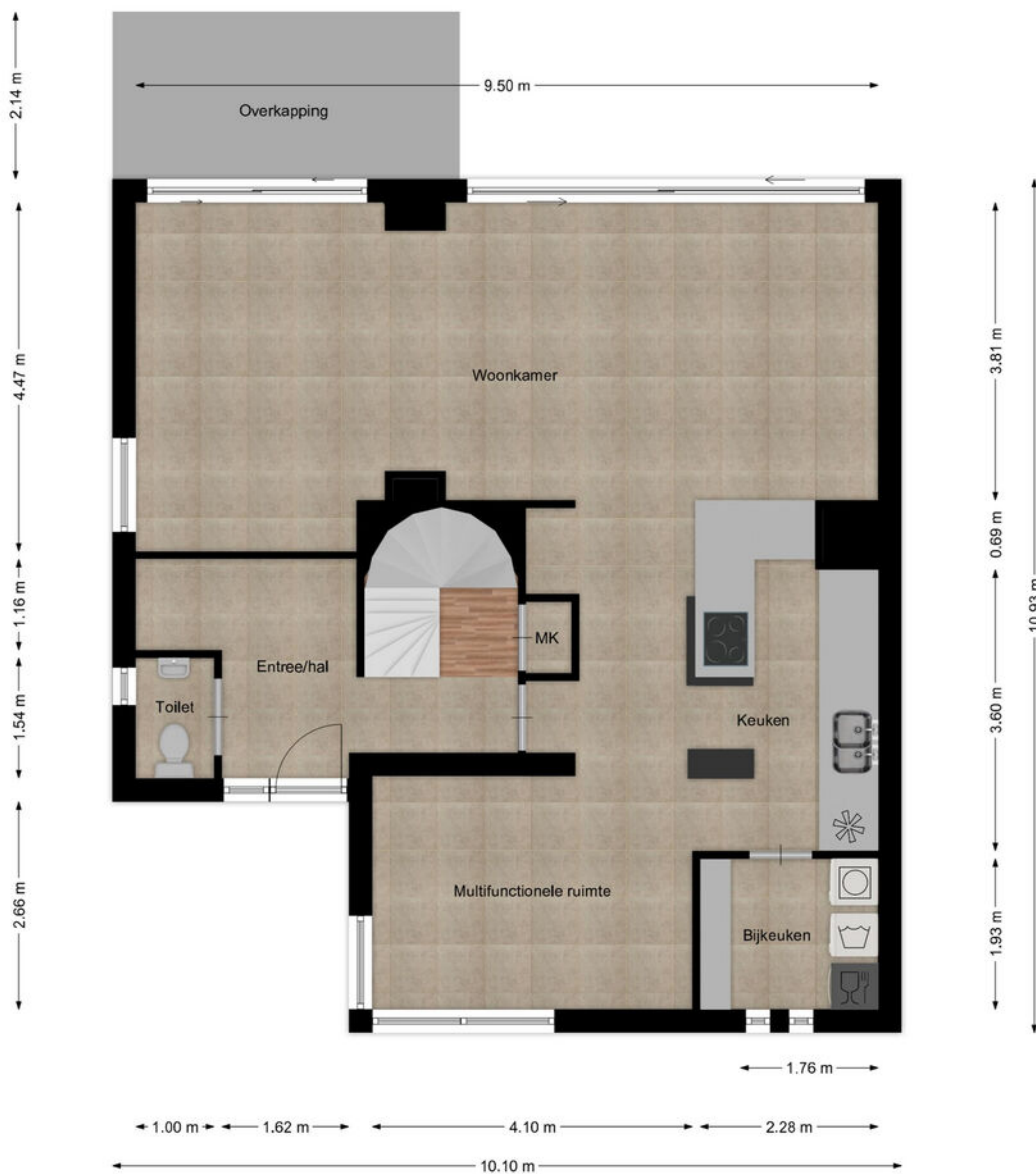 2.14 m
9.50 m
Overkapping
4.47 m
3.81 m
Woonkamer
0.69 m
10.93 m
1.16 m
MK
Entree/hal
1.54 m
Toilet
Keuken
3.60 m
2.66 m
Multifunctionele ruimte
Bijkeuken
1.93 m
1.76 m
1.00 m
1.62 m
4.10 m
2.28 m
10.10 m